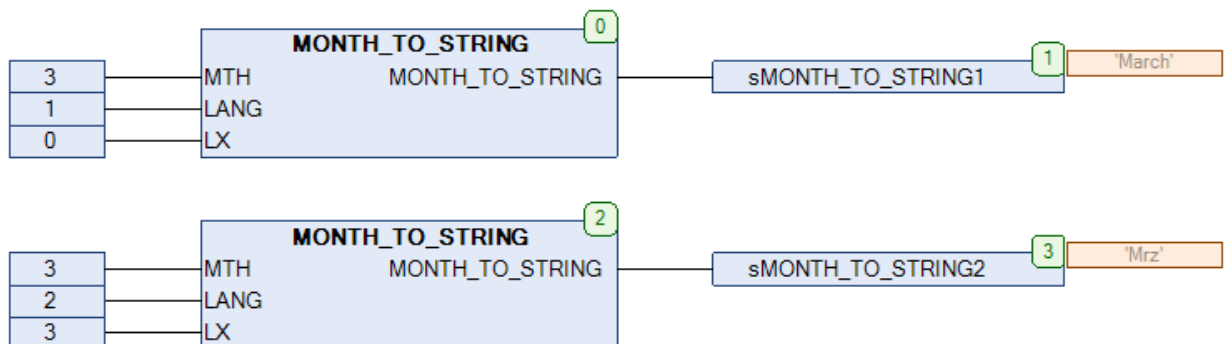 0
MONTH_TO_STRING
3 MTH MONTH_TO_STRING sMONTH_TO_STRING1 1 'March'
1 LANG
0 LX
2
MONTH_TO_STRING
3 MTH MONTH_TO_STRING sMONTH_TO_STRING2 3 'Mrz'
2 LANG
3 LX